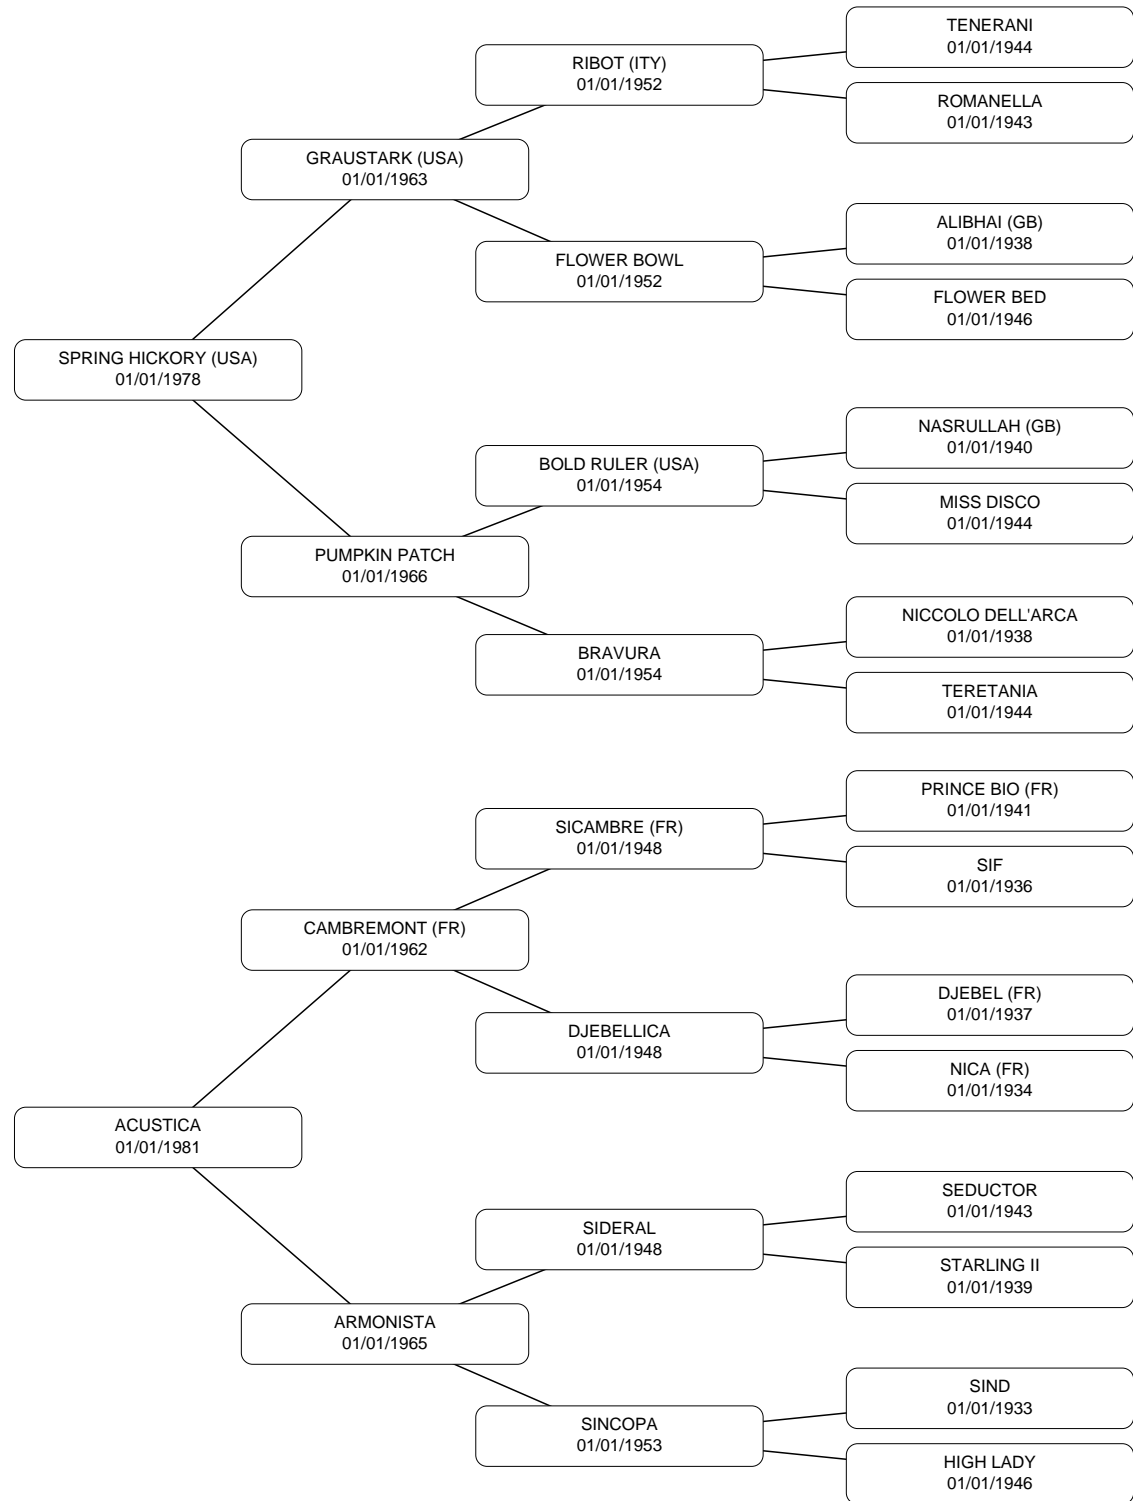 TENERANI
01/01/1944
RIBOT (ITY)
01/01/1952
ROMANELLA
01/01/1943
GRAUSTARK (USA)
01/01/1963
ALIBHAI (GB)
01/01/1938
FLOWER BOWL
01/01/1952
FLOWER BED
01/01/1946
SPRING HICKORY (USA)
01/01/1978
NASRULLAH (GB)
01/01/1940
BOLD RULER (USA)
01/01/1954
MISS DISCO
01/01/1944
PUMPKIN PATCH
01/01/1966
NICCOLO DELL'ARCA
01/01/1938
BRAVURA
01/01/1954
TERETANIA
01/01/1944
PRINCE BIO (FR)
01/01/1941
SICAMBRE (FR)
01/01/1948
SIF
01/01/1936
CAMBREMONT (FR)
01/01/1962
DJEBEL (FR)
01/01/1937
DJEBELLICA
01/01/1948
NICA (FR)
01/01/1934
ACUSTICA
01/01/1981
SEDUCTOR
01/01/1943
SIDERAL
01/01/1948
STARLING II
01/01/1939
ARMONISTA
01/01/1965
SIND
01/01/1933
SINCOPA
01/01/1953
HIGH LADY
01/01/1946